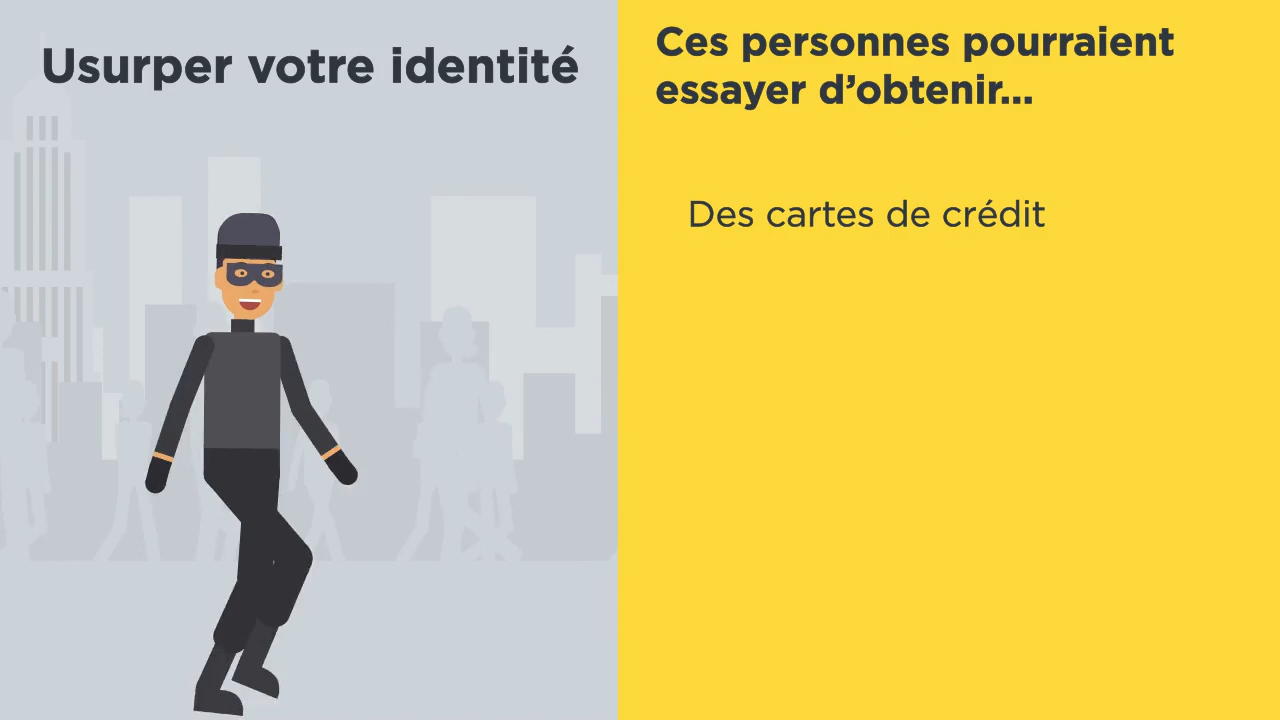 Usurper votre identité
Ces personnes pourraient
essayer d’obtenir...
Des cartes de crédit